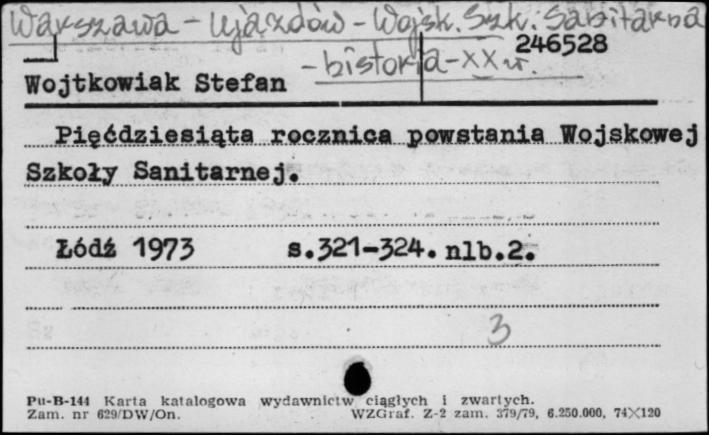 Warszawa - Ujazdów - Wojsk. Szk. Sanitarna
246528
- historia - XX w.
Wojtkowiak Stefan
Pięćdziesiąta rocznica powstania Wojskowej
Szkoły Sanitarnej.
Łódź 1973 s.321-324. nlb.2.
3
Pu-B-144 Karta katalogowa wydawnictw ciągłych i zwartych.
Zam. nr 629/DW/On. WZGraf. Z-2 zam. 379/79, 6.250.000, 74X120